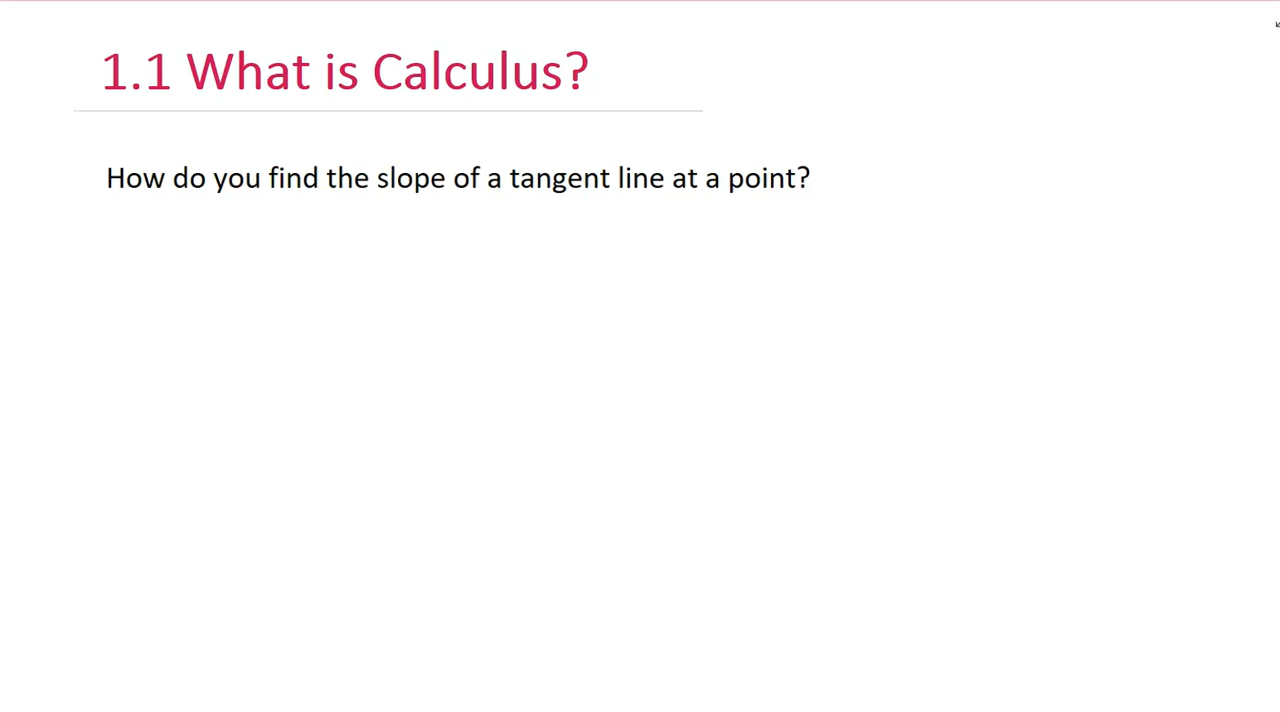 1.1 What is Calculus?
How do you find the slope of a tangent line at a point?